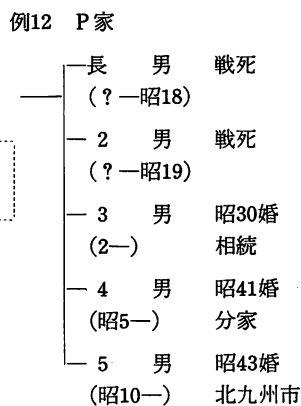 例12 P家
長 男 戦死
(?—昭18)
2 男 戦死
(?—昭19)
3 男 昭30婚
(2—) 相続
4 男 昭41婚
(昭5—) 分家
5 男 昭43婚
(昭10—) 北九州市